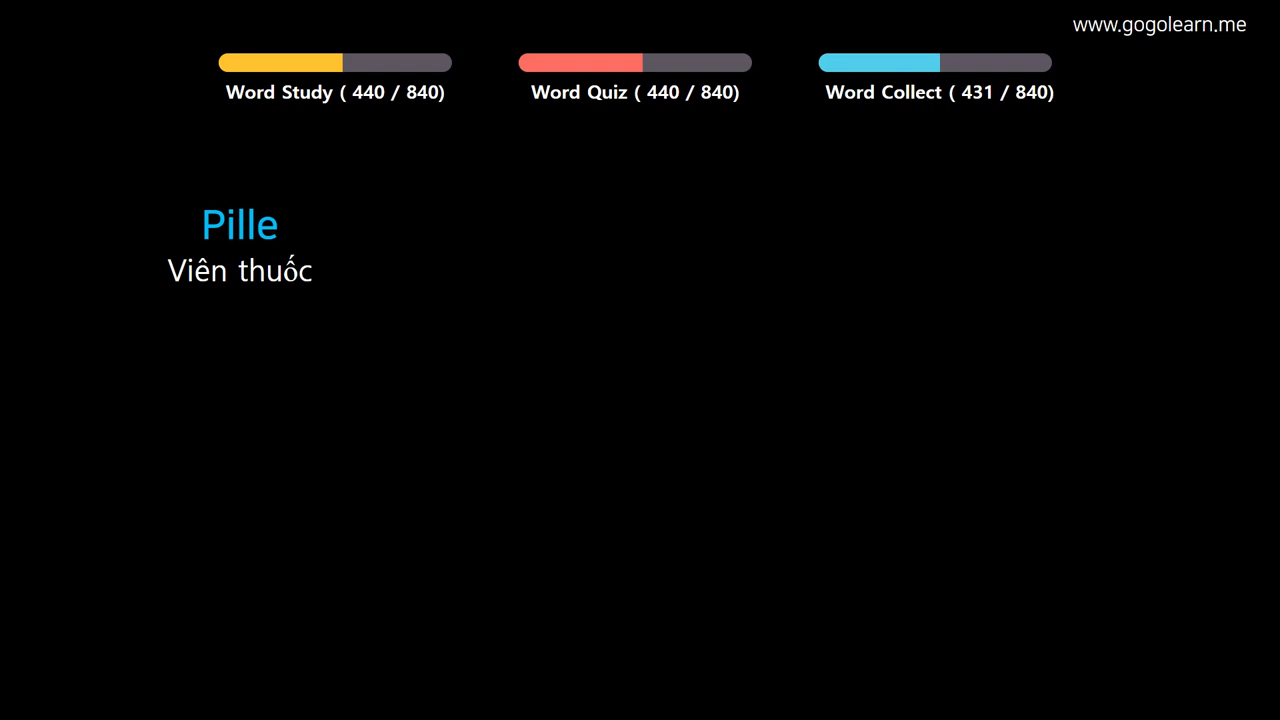 www.gogolearn.me
Word Study ( 440 / 840)
Word Quiz ( 440 / 840)
Word Collect ( 431 / 840)
Pille
Viên thuốc